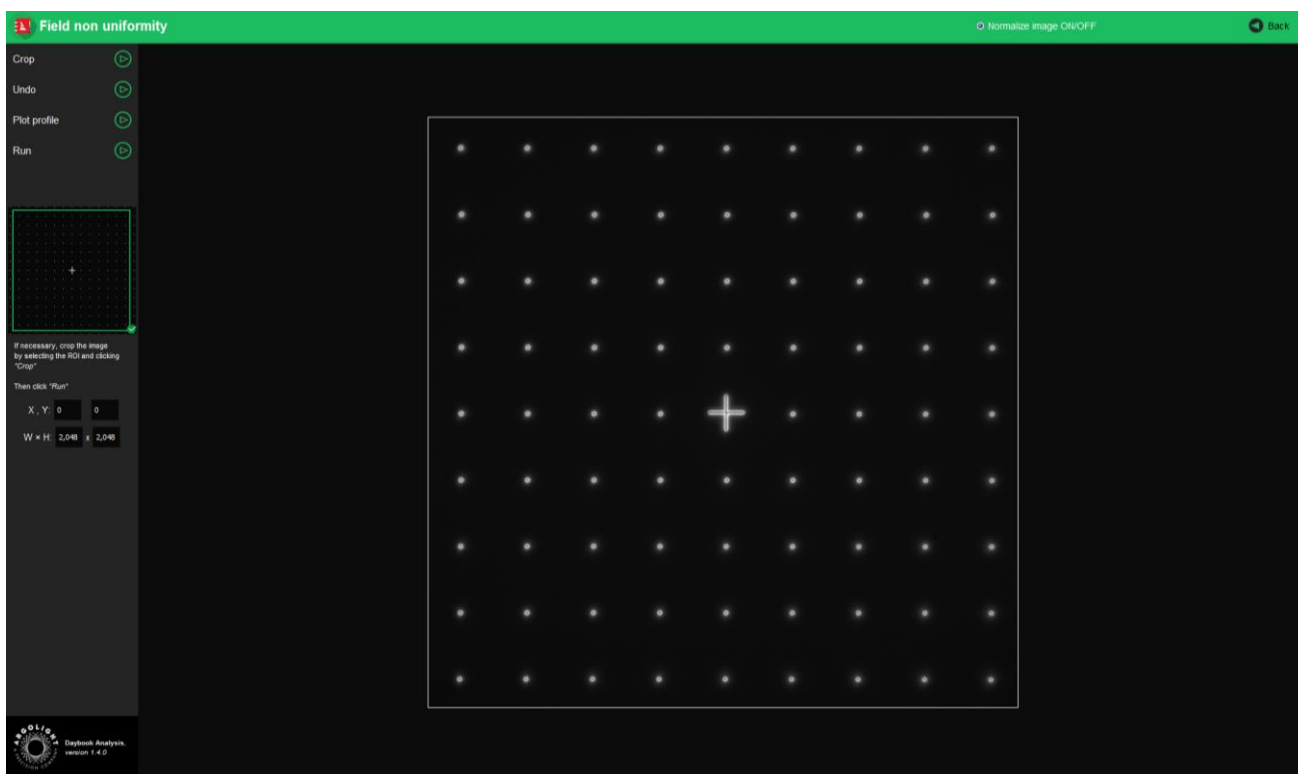 Field non uniformity
Normalize image ON/OFF
Back
Crop
Undo
Plot profile
Run
If necessary, crop the image
by selecting the ROI and clicking
"Crop"
Then click "Run"
X , Y: 0 0
W × H: 2,048 x 2,048
ARGOLIGHT
Daybook Analysis,
version 1.4.0